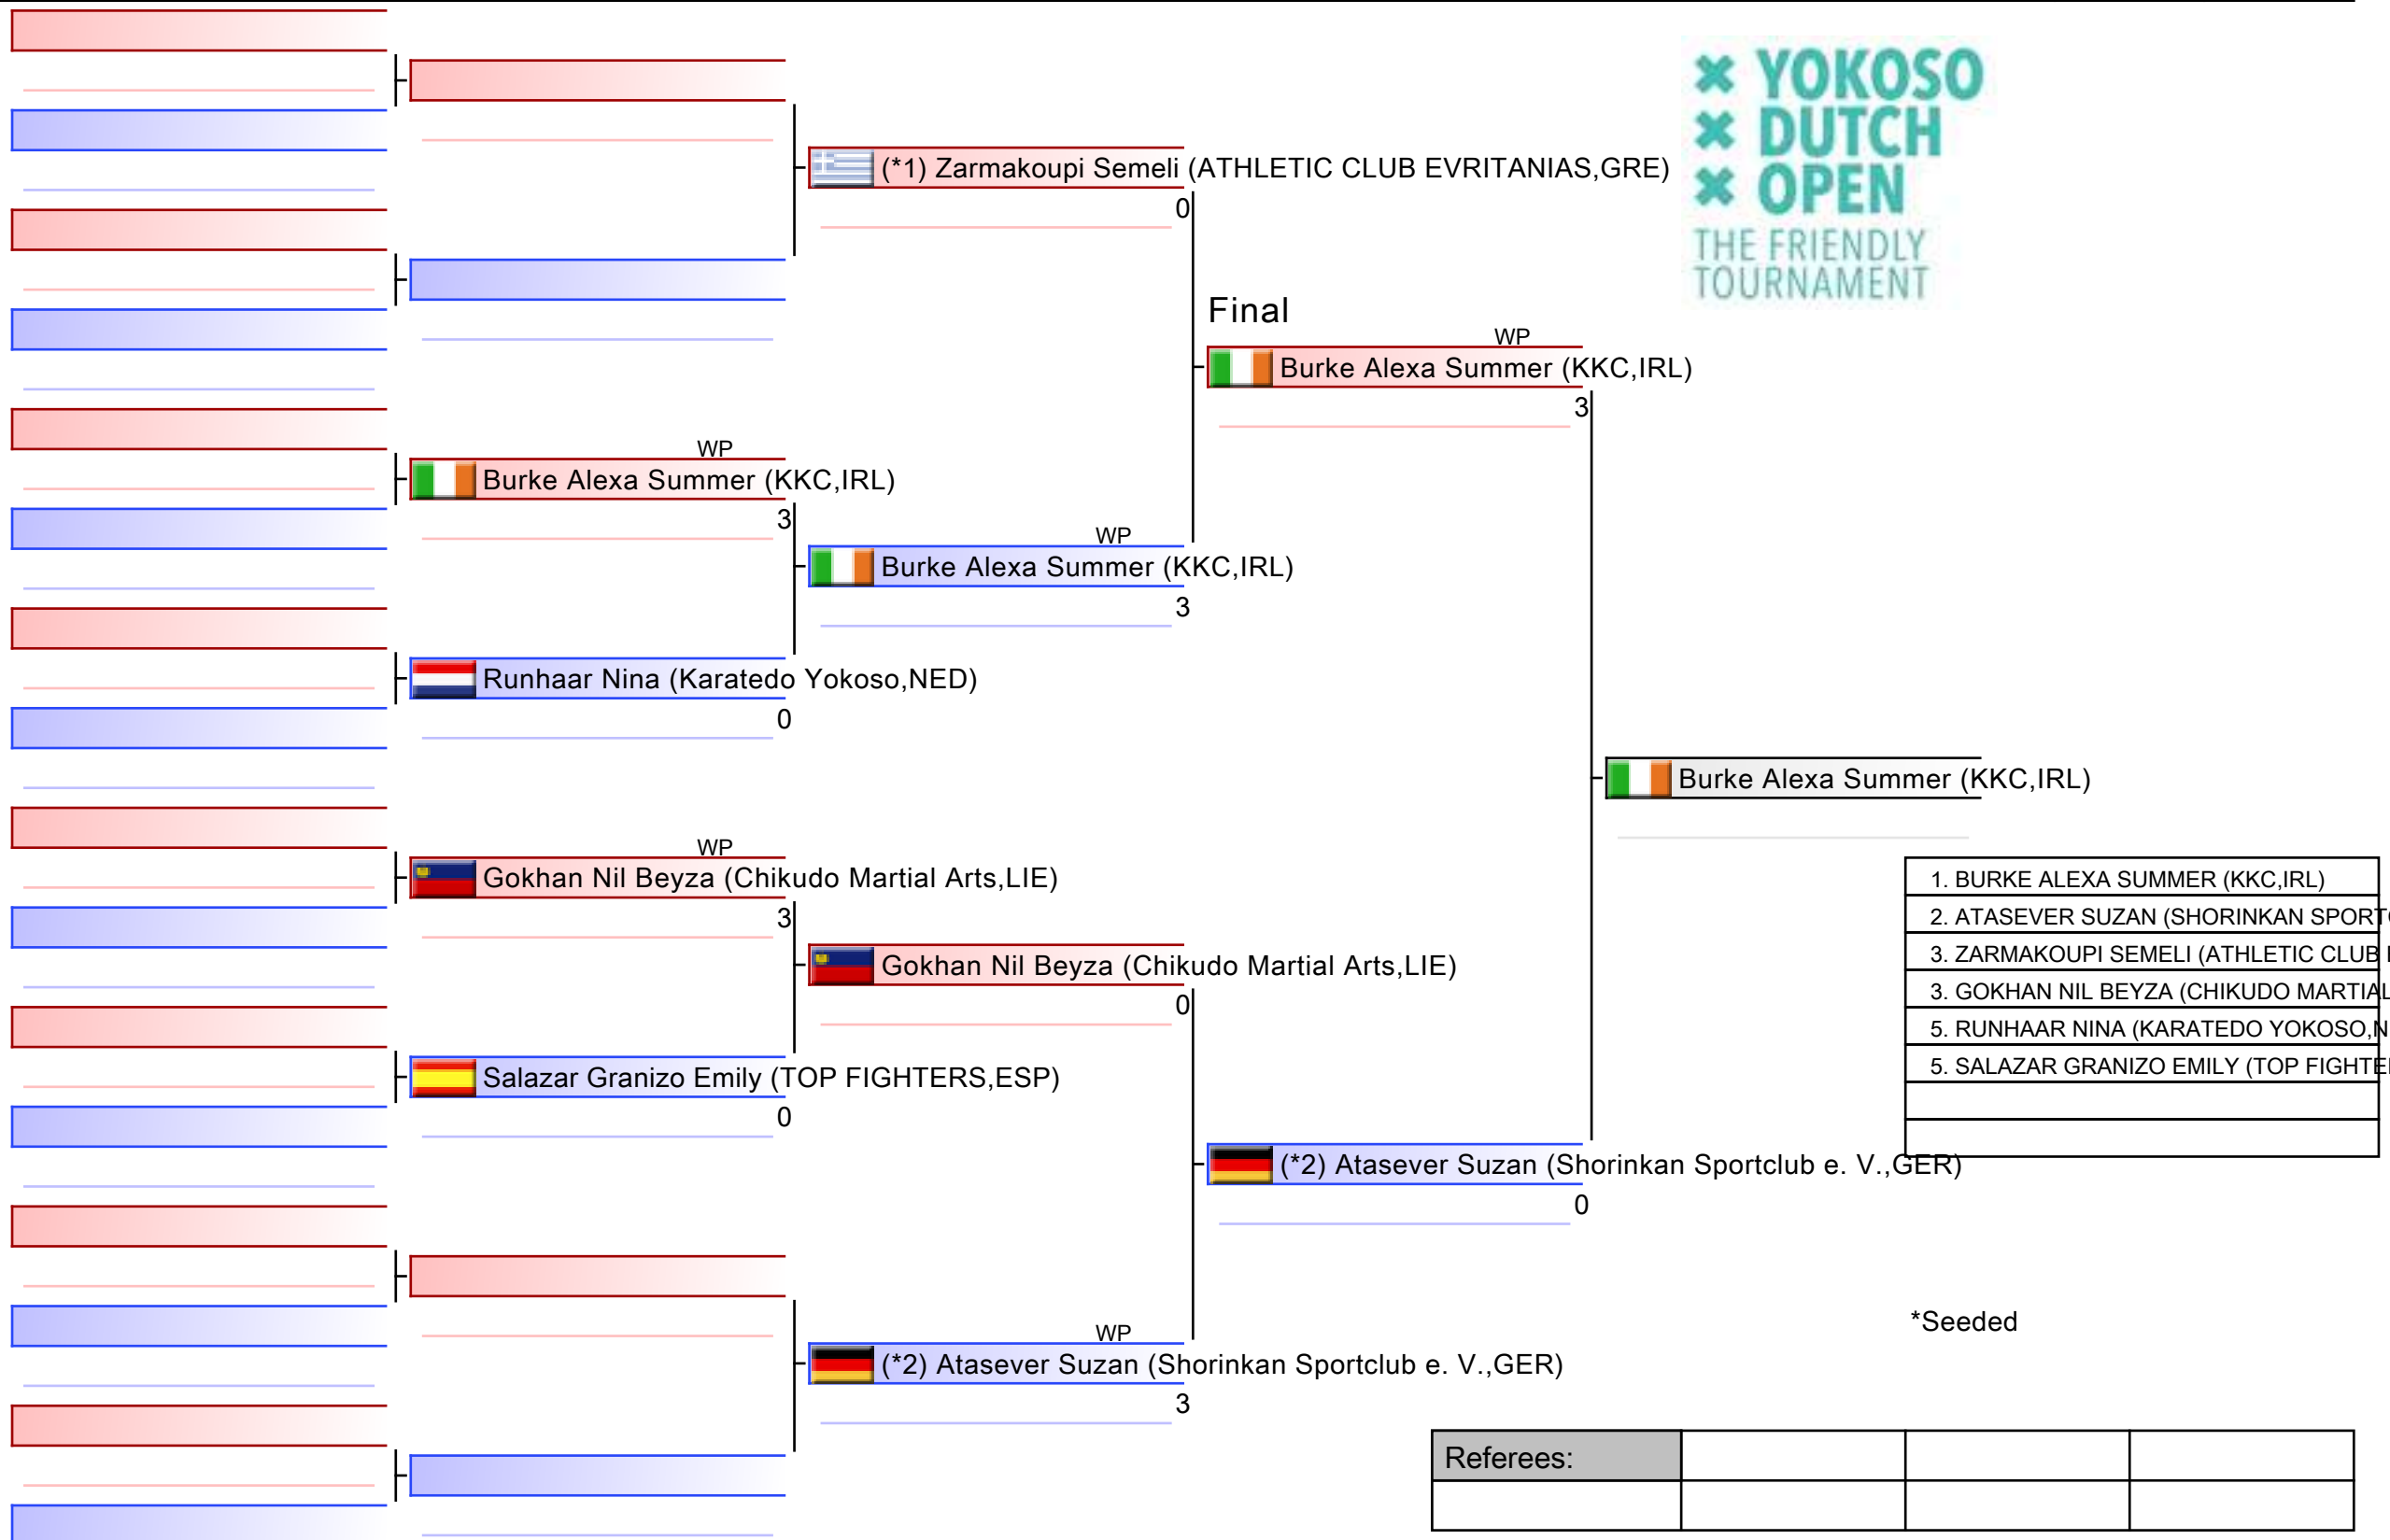 YOKOSO
DUTCH
OPEN
THE FRIENDLY
TOURNAMENT
(*1) Zarmakoupi Semeli (ATHLETIC CLUB EVRITANIAS,GRE)
0
Final
WP
Burke Alexa Summer (KKC,IRL)
3
WP
Burke Alexa Summer (KKC,IRL)
3
WP
Burke Alexa Summer (KKC,IRL)
3
Runhaar Nina (Karatedo Yokoso,NED)
0
Burke Alexa Summer (KKC,IRL)
WP
Gokhan Nil Beyza (Chikudo Martial Arts,LIE)
3
Gokhan Nil Beyza (Chikudo Martial Arts,LIE)
0
Salazar Granizo Emily (TOP FIGHTERS,ESP)
0
1. BURKE ALEXA SUMMER (KKC,IRL)
2. ATASEVER SUZAN (SHORINKAN SPORT
3. ZARMAKOUPI SEMELI (ATHLETIC CLUB
3. GOKHAN NIL BEYZA (CHIKUDO MARTIAL
5. RUNHAAR NINA (KARATEDO YOKOSO,N
5. SALAZAR GRANIZO EMILY (TOP FIGHTE
(*2) Atasever Suzan (Shorinkan Sportclub e. V.,GER)
0
*Seeded
WP
(*2) Atasever Suzan (Shorinkan Sportclub e. V.,GER)
3
Referees: